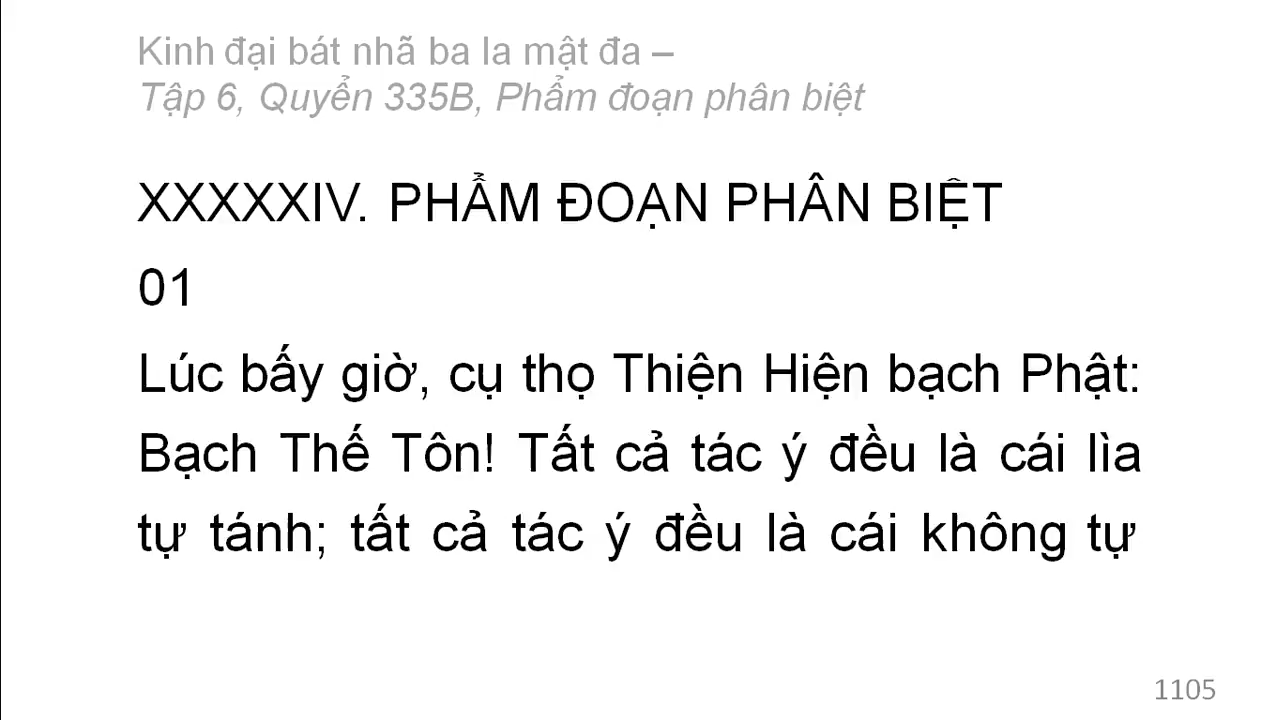 Kinh đại bát nhã ba la mật đa –
Tập 6, Quyển 335B, Phẩm đoạn phân biệt
XXXXXXIV. PHẨM ĐOẠN PHÂN BIỆT
01
Lúc bấy giờ, cụ thọ Thiện Hiện bạch Phật:
Bạch Thế Tôn! Tất cả tác ý đều là cái lìa
tự tánh; tất cả tác ý đều là cái không tự
1105